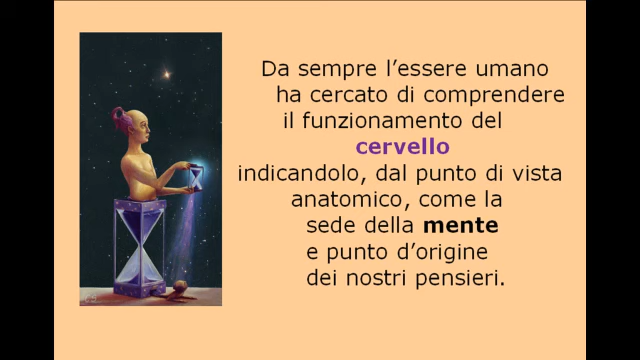 Da sempre l’essere umano
ha cercato di comprendere
il funzionamento del
cervello
indicandolo, dal punto di vista
anatomico, come la
sede della mente
e punto d’origine
dei nostri pensieri.